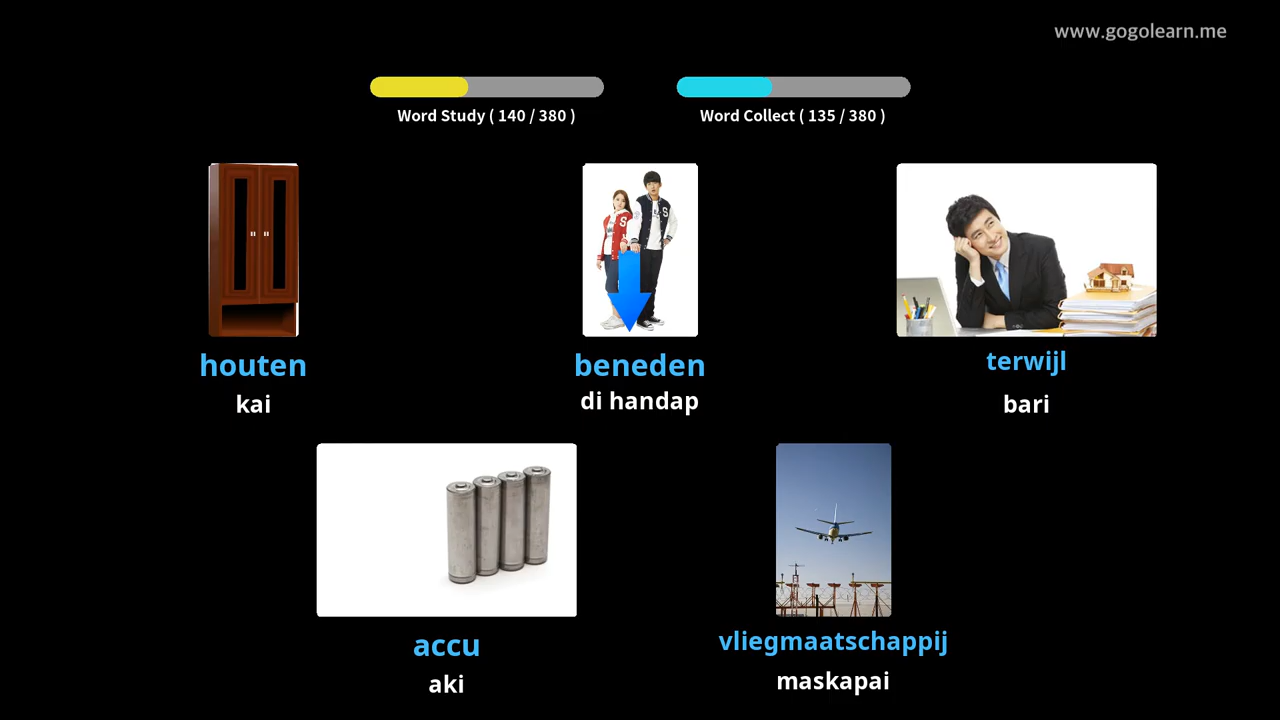 www.gogolearn.me
Word Study ( 140 / 380 )
Word Collect ( 135 / 380 )
houten
kai
beneden
di handap
terwijl
bari
accu
aki
vliegmaatschappij
maskapai